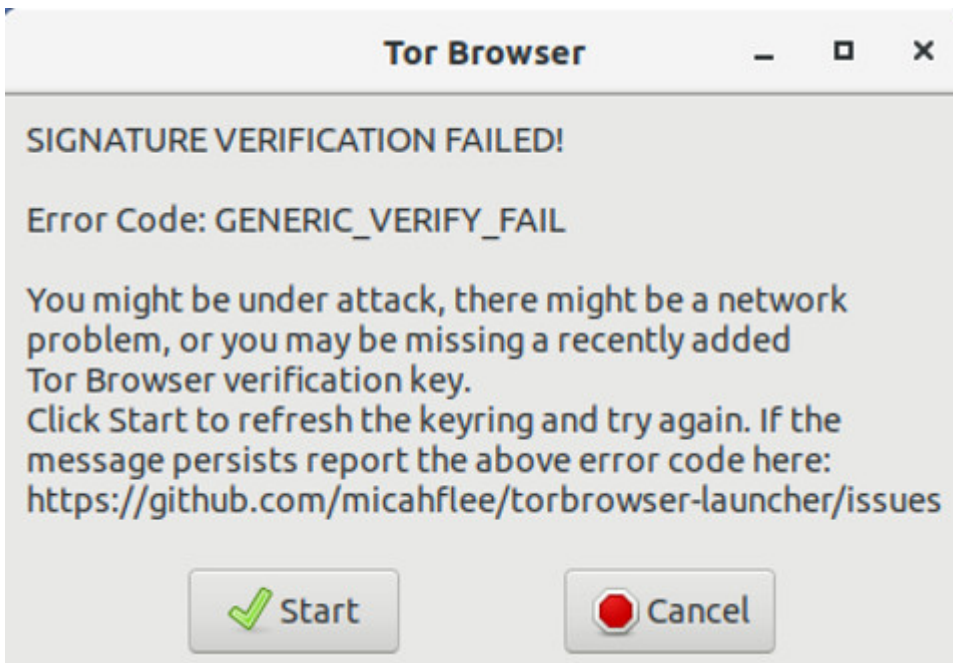 Tor Browser
SIGNATURE VERIFICATION FAILED!
Error Code: GENERIC_VERIFY_FAIL
You might be under attack, there might be a network
problem, or you may be missing a recently added
Tor Browser verification key.
Click Start to refresh the keyring and try again. If the
message persists report the above error code here:
https://github.com/micahflee/torbrowser-launcher/issues
Start
Cancel